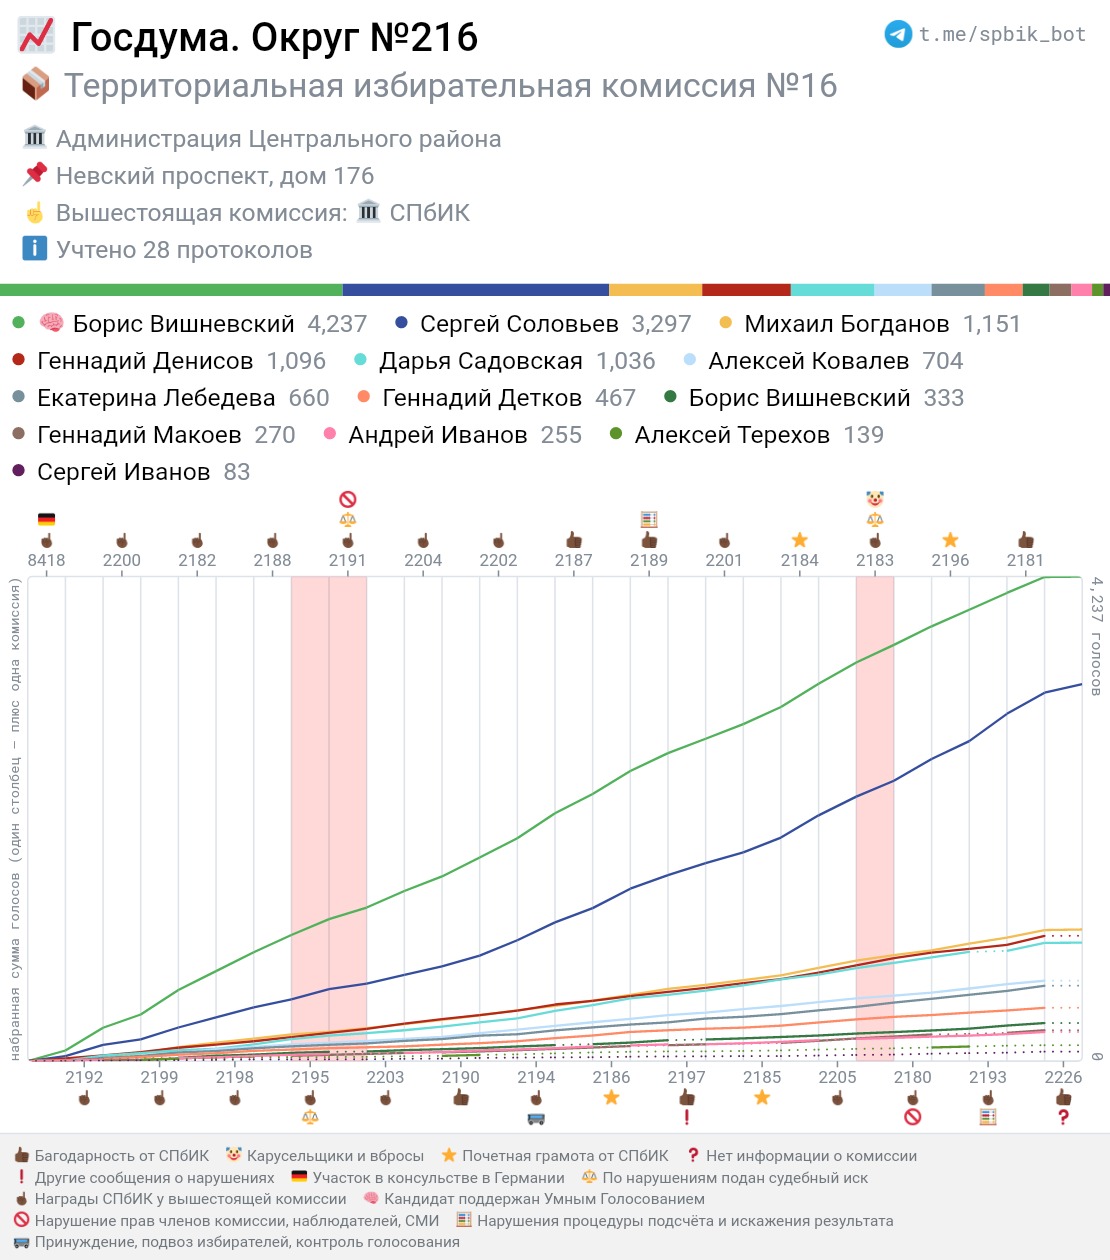 Госдума. Округ №216
t.me/spbik_bot
Территориальная избирательная комиссия №16
Администрация Центрального района
Невский проспект, дом 176
Вышестоящая комиссия: СПбИК
Учтено 28 протоколов
Борис Вишневский 4,237 Сергей Соловьев 3,297 Михаил Богданов 1,151
Геннадий Денисов 1,096 Дарья Садовская 1,036 Алексей Ковалев 704
Екатерина Лебедева 660 Геннадий Детков 467 Борис Вишневский 333
Геннадий Макоев 270 Андрей Иванов 255 Алексей Терехов 139
Сергей Иванов 83
8418 2200 2182 2188 2191 2204 2202 2187 2189 2201 2184 2183 2196 2181
набранная сумма голосов (один столбец – плюс одна комиссия)
4,237 голосов
0
2192 2199 2198 2195 2203 2190 2194 2186 2197 2185 2205 2180 2193 2226
Багодарность от СПбИК Карусельщики и вбросы Почетная грамота от СПбИК Нет информации о комиссии
Другие сообщения о нарушениях Участок в консульстве в Германии По нарушениям подан судебный иск
Награды СПбИК у вышестоящей комиссии Кандидат поддержан Умным Голосованием
Нарушение прав членов комиссии, наблюдателей, СМИ Нарушения процедуры подсчёта и искажения результата
Принуждение, подвоз избирателей, контроль голосования